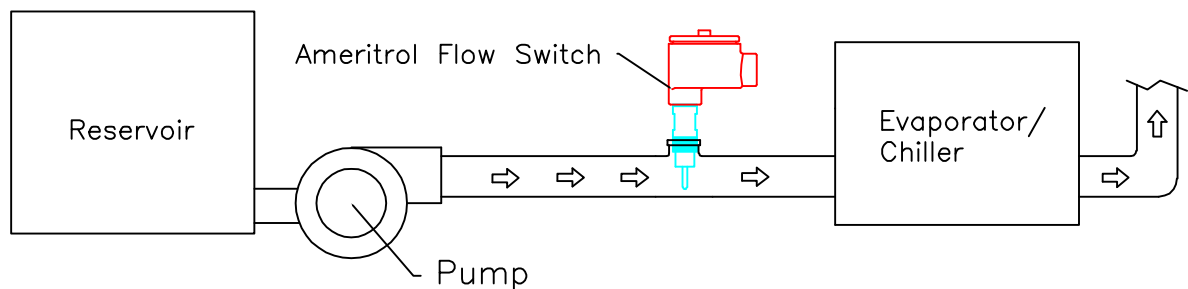 Ameritrol Flow Switch
Reservoir
Evaporator/
Chiller
Pump